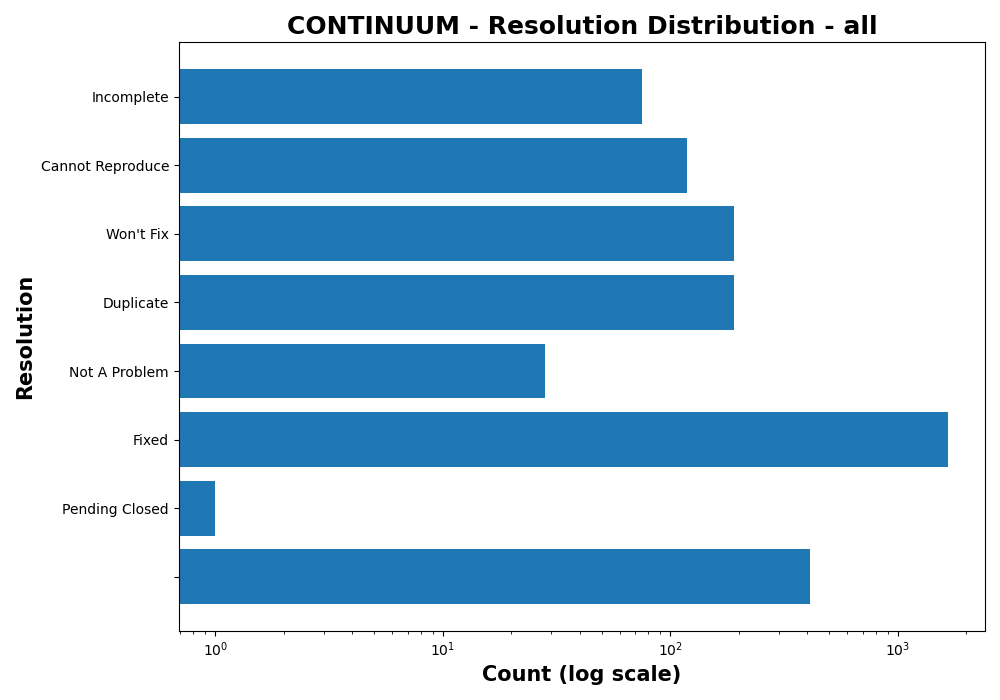 CONTINUUM - Resolution Distribution - all
Resolution
Incomplete
Cannot Reproduce
Won't Fix
Duplicate
Not A Problem
Fixed
Pending Closed
10⁰ 10¹ 10² 10³
Count (log scale)